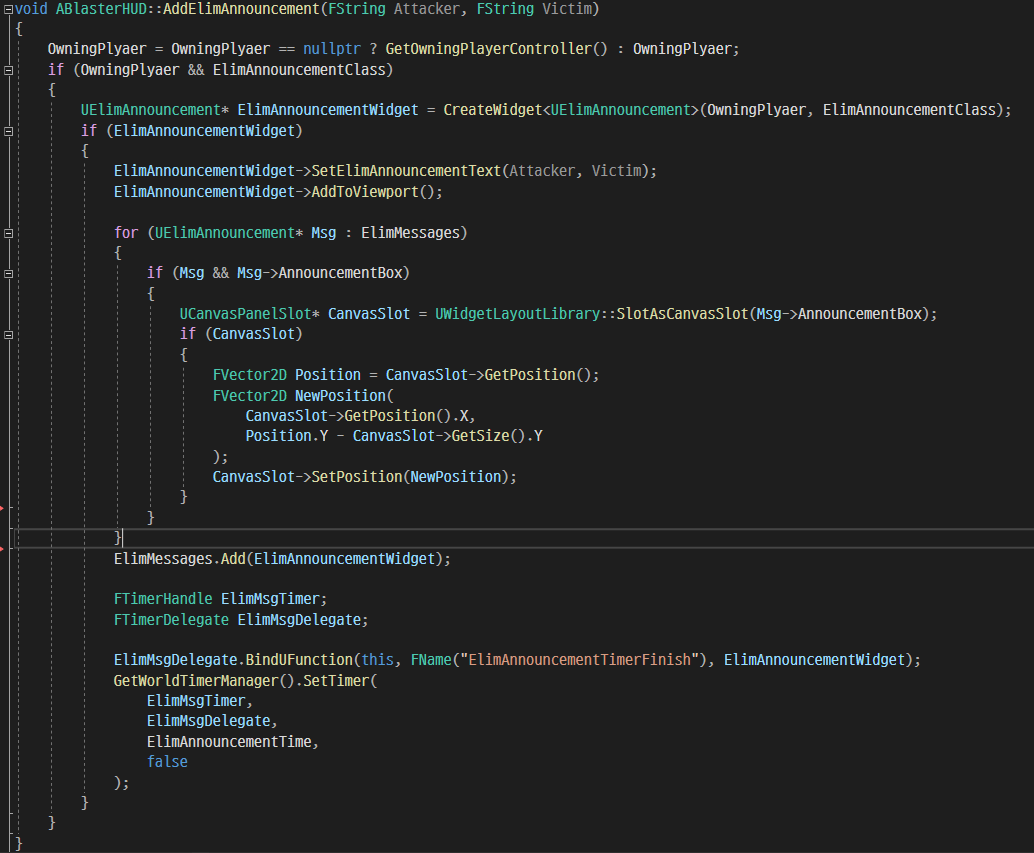 void ABlasterHUD::AddElimAnnouncement(FString Attacker, FString Victim)
{
    OwningPlyaer = OwningPlyaer == nullptr ? GetOwningPlayerController() : OwningPlyaer;
    if (OwningPlyaer && ElimAnnouncementClass)
    {
        UElimAnnouncement* ElimAnnouncementWidget = CreateWidget<UElimAnnouncement>(OwningPlyaer, ElimAnnouncementClass);
        if (ElimAnnouncementWidget)
        {
            ElimAnnouncementWidget->SetElimAnnouncementText(Attacker, Victim);
            ElimAnnouncementWidget->AddToViewport();

            for (UElimAnnouncement* Msg : ElimMessages)
            {
                if (Msg && Msg->AnnouncementBox)
                {
                    UCanvasPanelSlot* CanvasSlot = UWidgetLayoutLibrary::SlotAsCanvasSlot(Msg->AnnouncementBox);
                    if (CanvasSlot)
                    {
                        FVector2D Position = CanvasSlot->GetPosition();
                        FVector2D NewPosition(
                            CanvasSlot->GetPosition().X,
                            Position.Y - CanvasSlot->GetSize().Y
                        );
                        CanvasSlot->SetPosition(NewPosition);
                    }
                }
            }
            ElimMessages.Add(ElimAnnouncementWidget);

            FTimerHandle ElimMsgTimer;
            FTimerDelegate ElimMsgDelegate;

            ElimMsgDelegate.BindUFunction(this, FName("ElimAnnouncementTimerFinish"), ElimAnnouncementWidget);
            GetWorldTimerManager().SetTimer(
                ElimMsgTimer,
                ElimMsgDelegate,
                ElimAnnouncementTime,
                false
            );
        }
    }
}